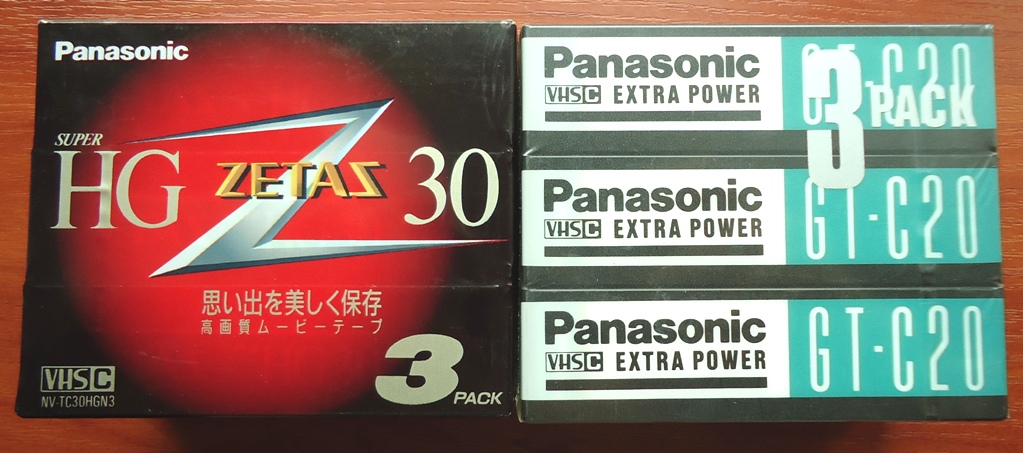 Panasonic
SUPER
HG ZETAS 30
思い出を美しく保存
高画質ムービーテープ
3 PACK
VHS C
NV-TC30HGN3
Panasonic
VHS C EXTRA POWER
GT-C20
3 PACK
Panasonic
VHS C EXTRA POWER
GT-C20
Panasonic
VHS C EXTRA POWER
GT-C20